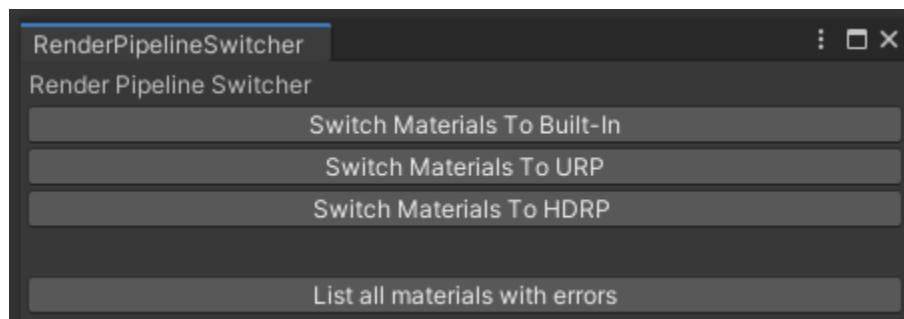 RenderPipelineSwitcher
Render Pipeline Switcher
Switch Materials To Built-In
Switch Materials To URP
Switch Materials To HDRP
List all materials with errors